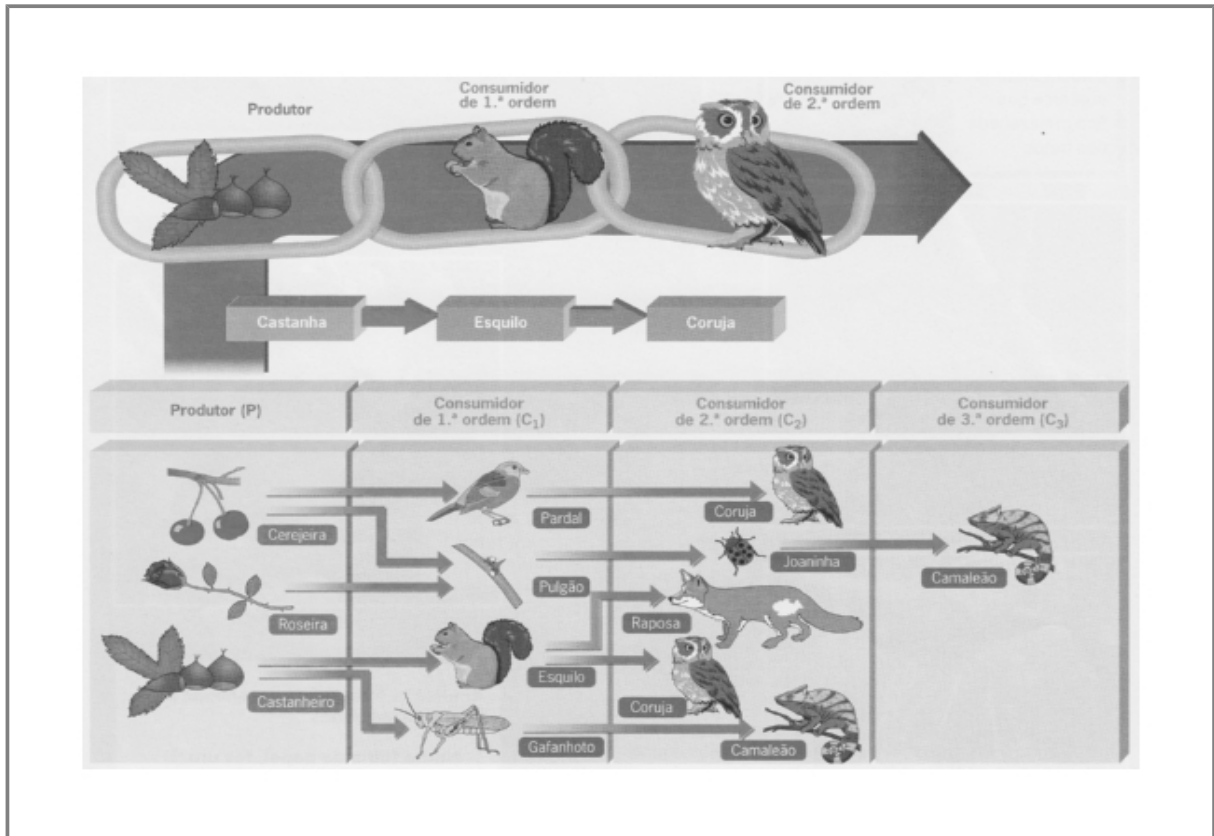 Produtor
Consumidor
de 1.ª ordem
Consumidor
de 2.ª ordem
Castanha
Esquilo
Coruja
Produtor (P)
Consumidor
de 1.ª ordem (C₁)
Consumidor
de 2.ª ordem (C₂)
Consumidor
de 3.ª ordem (C₃)
Cerejeira
Pardal
Coruja
Roseira
Pulgão
Joaninha
Camaleão
Raposa
Castanheiro
Esquilo
Coruja
Gafanhoto
Camaleão